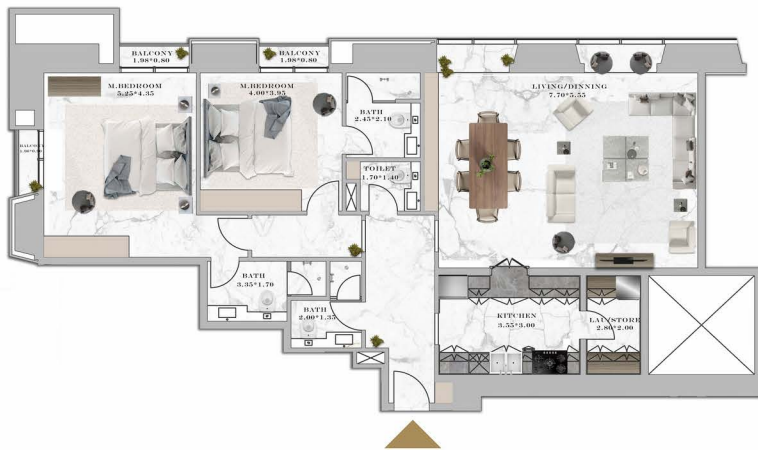 BALCONY
1.98*0.80
BALCONY
1.98*0.80
M.BEDROOM
5.25*4.35
M.BEDROOM
4.00*3.95
LIVING/DINNING
7.70*5.55
BATH
2.45*2.10
BALCONY
TOILET
1.70*1.40
BATH
3.35*1.70
BATH
2.00*1.35
KITCHEN
3.55*3.00
LAU/STORE
2.80*2.00